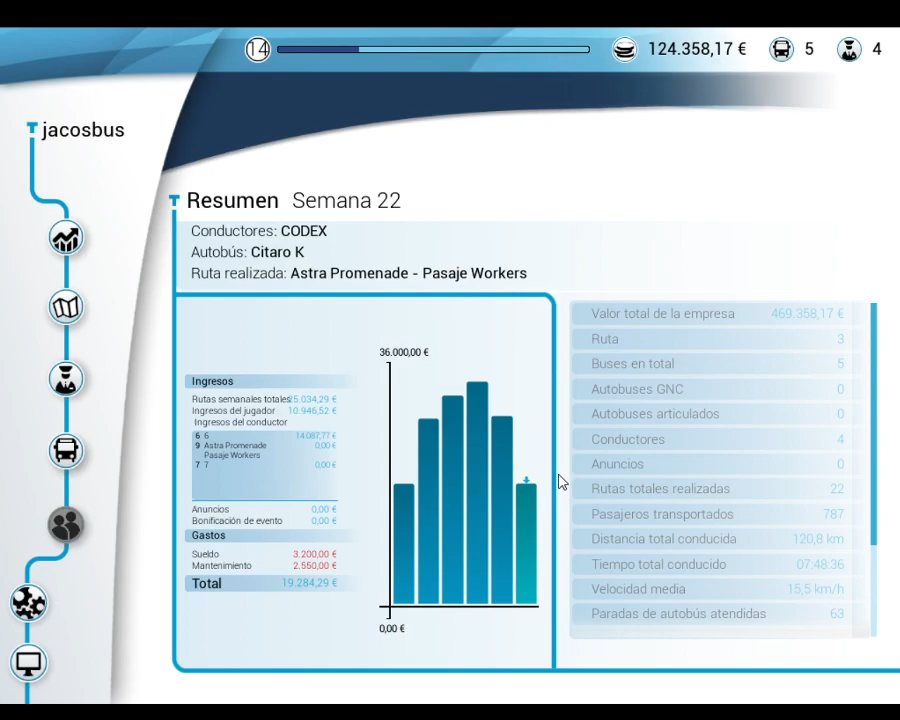 14
124.358,17 €
5
4
jacosbus
Resumen Semana 22
Conductores: CODEX
Autobús: Citaro K
Ruta realizada: Astra Promenade - Pasaje Workers
Ingresos
Rutas semanales totales 25.034,29 €
Ingresos del jugador 10.946,52 €
Ingresos del conductor
6 6 14.087,77 €
9 Astra Promenade 0,00 €
Pasaje Workers
7 7 0,00 €
Anuncios 0,00 €
Bonificación de evento 0,00 €
Gastos
Sueldo 3.200,00 €
Mantenimiento 2.550,00 €
Total 19.284,29 €
36.000,00 €
0,00 €
Valor total de la empresa 469.358,17 €
Ruta 3
Buses en total 5
Autobuses GNC 0
Autobuses articulados 0
Conductores 4
Anuncios 0
Rutas totales realizadas 22
Pasajeros transportados 787
Distancia total conducida 120,8 km
Tiempo total conducido 07:48:36
Velocidad media 15,5 km/h
Paradas de autobús atendidas 63